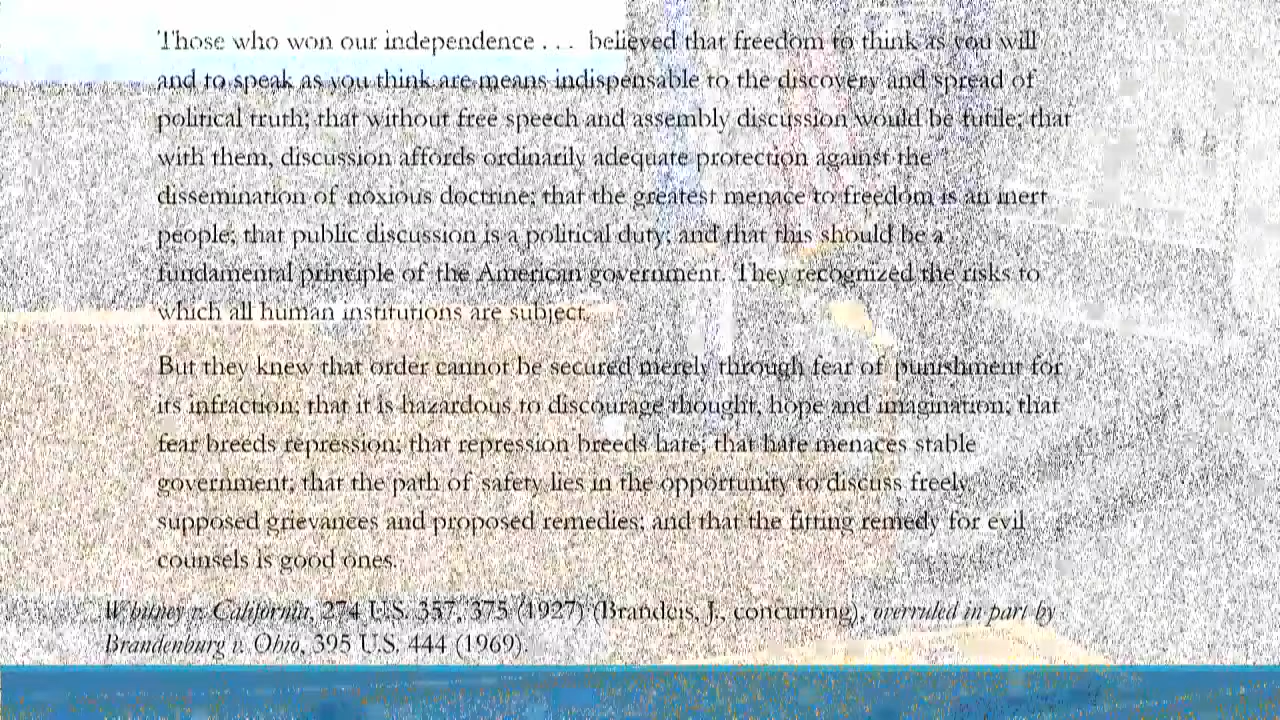 Those who won our independence . . . believed that freedom to think as you will
and to speak as you think are means indispensable to the discovery and spread of
political truth; that without free speech and assembly discussion would be futile; that
with them, discussion affords ordinarily adequate protection against the
dissemination of noxious doctrine; that the greatest menace to freedom is an inert
people; that public discussion is a political duty; and that this should be a
fundamental principle of the American government. They recognized the risks to
which all human institutions are subject.
But they knew that order cannot be secured merely through fear of punishment for
its infraction; that it is hazardous to discourage thought, hope and imagination; that
fear breeds repression; that repression breeds hate; that hate menaces stable
government; that the path of safety lies in the opportunity to discuss freely
supposed grievances and proposed remedies; and that the fitting remedy for evil
counsels is good ones.
Whitney v. California, 274 U.S. 357, 375 (1927) (Brandeis, J., concurring), overruled in part by
Brandenburg v. Ohio, 395 U.S. 444 (1969).